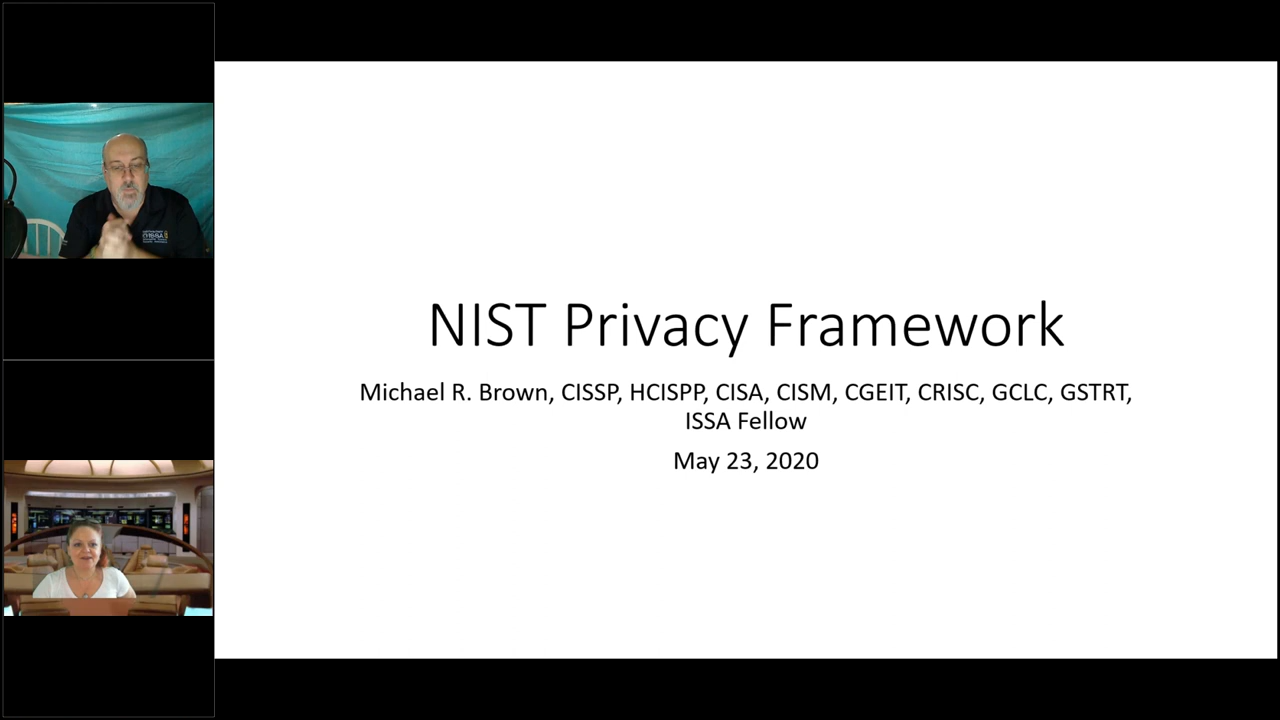 NIST Privacy Framework
Michael R. Brown, CISSP, HCISPP, CISA, CISM, CGEIT, CRISC, GCLC, GSTRT,
ISSA Fellow
May 23, 2020